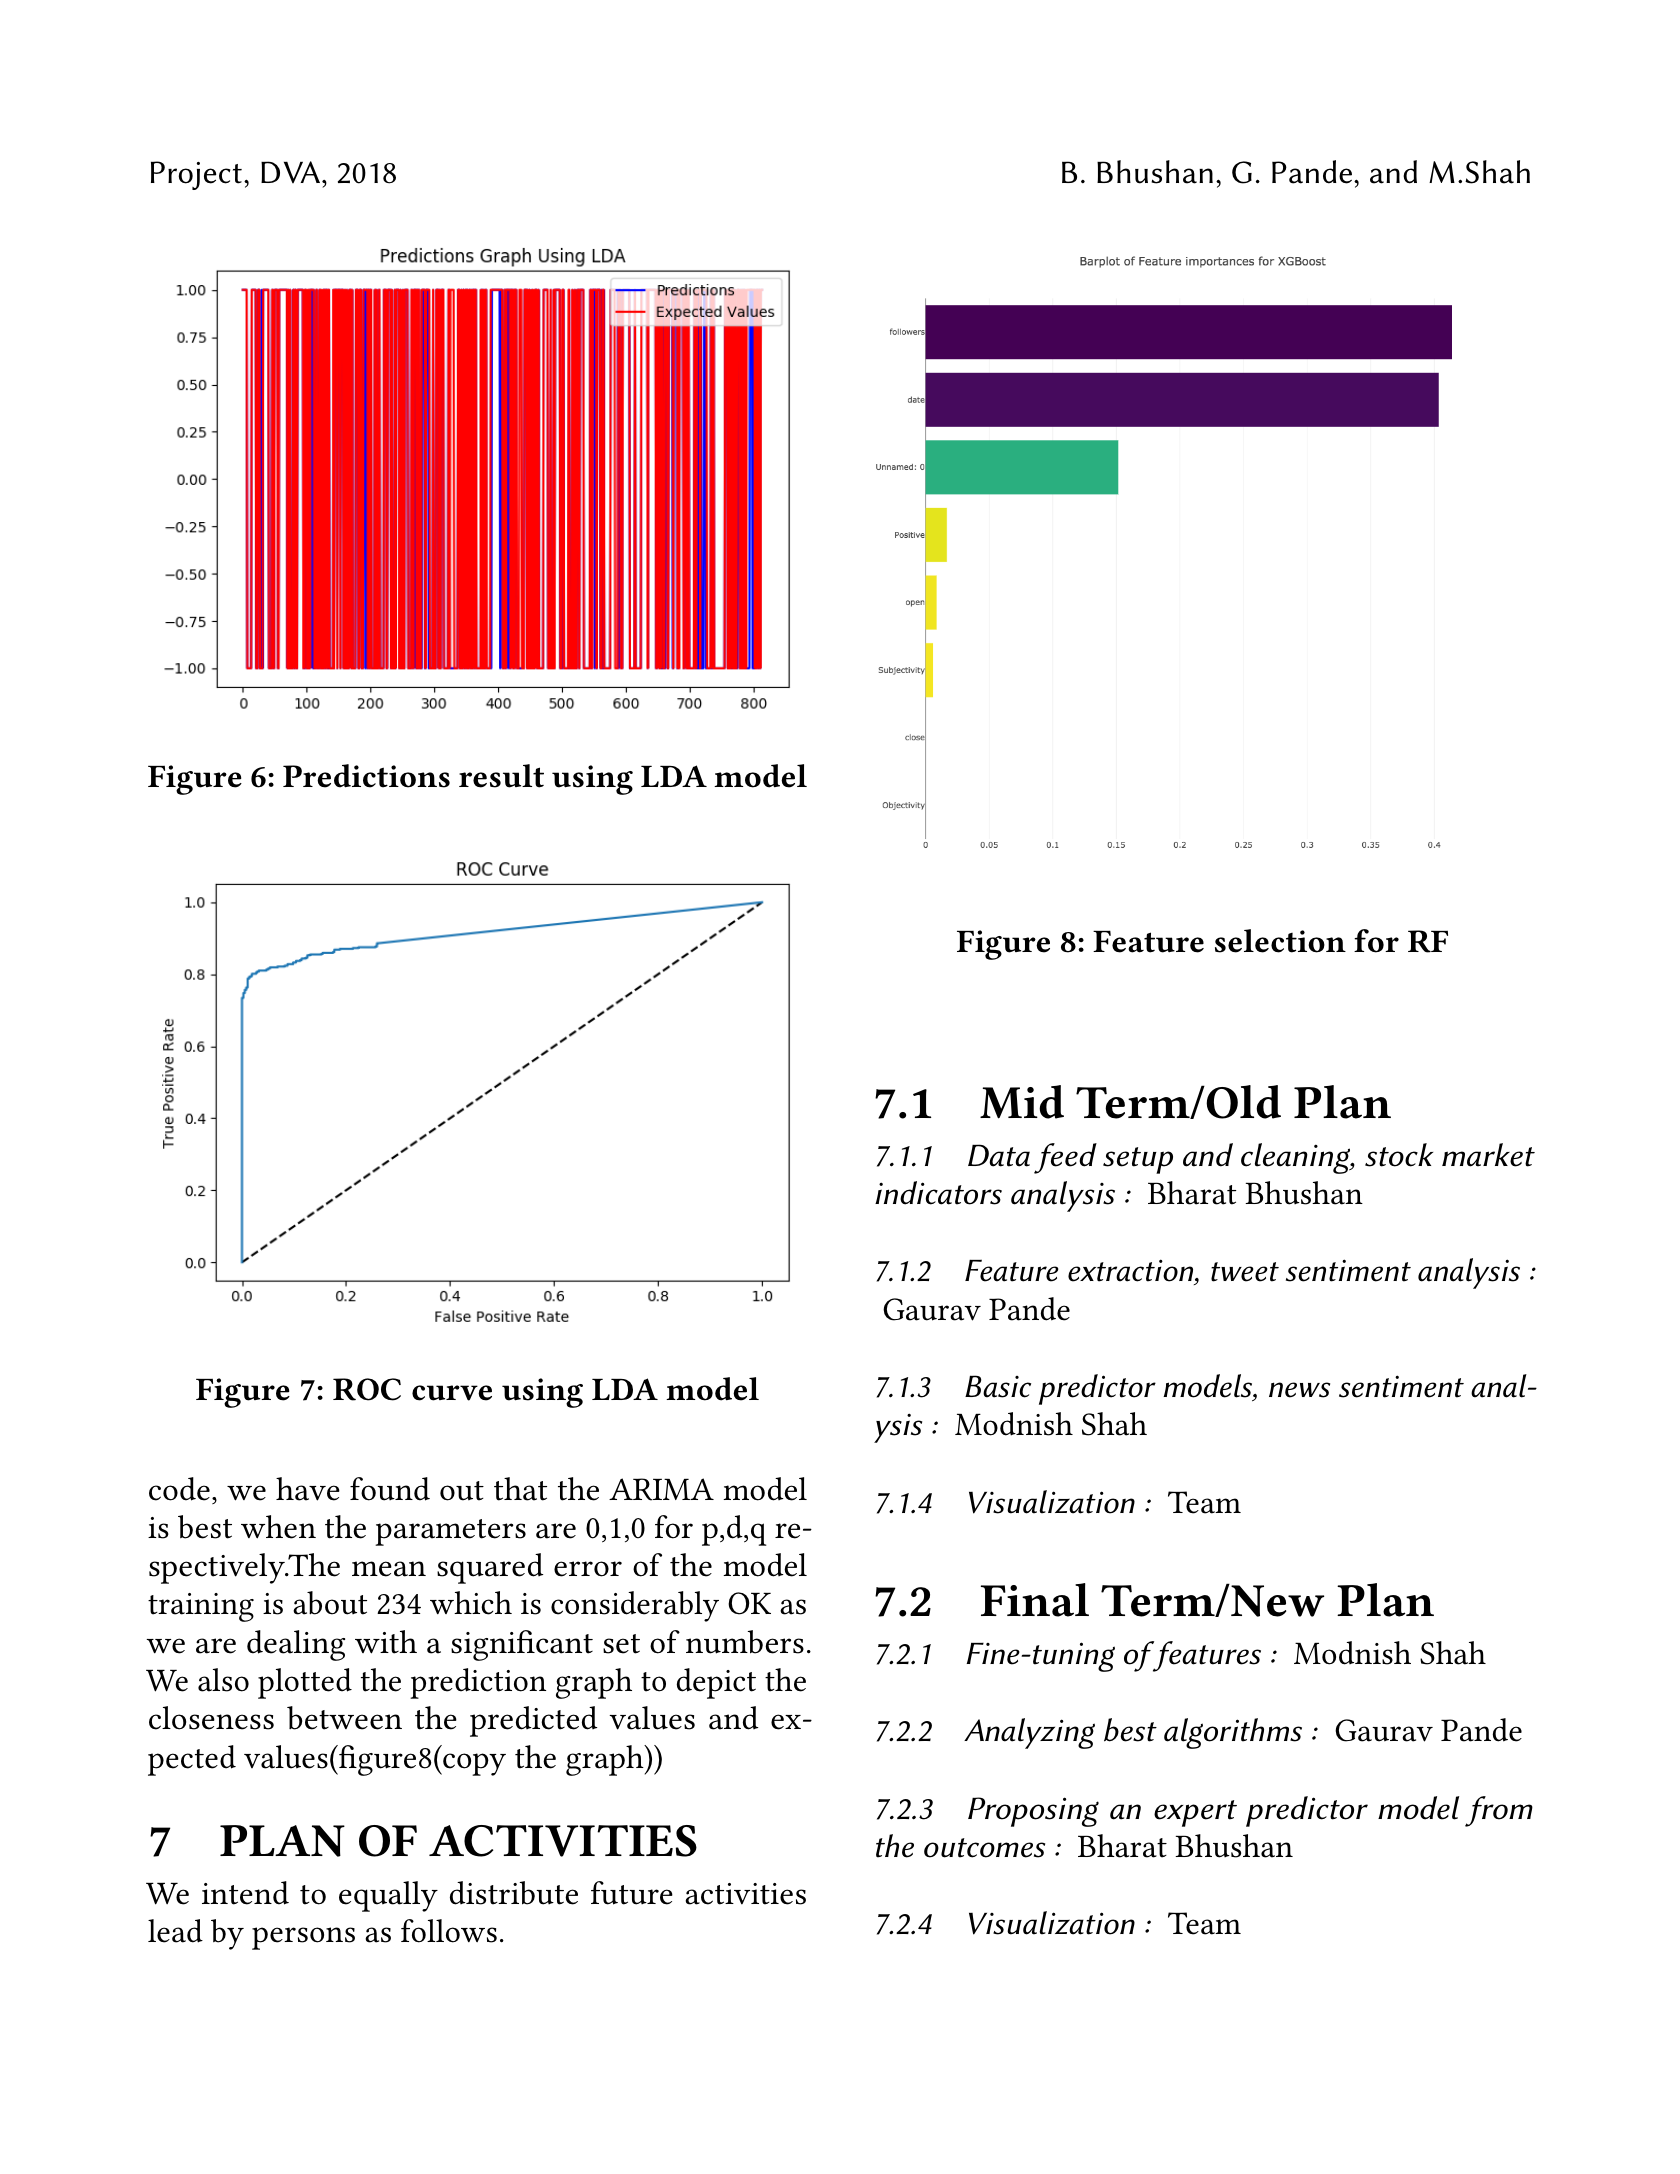 Project, DVA, 2018
B. Bhushan, G. Pande, and M.Shah
Predictions Graph Using LDA
Predictions
Expected Values
1.00
0.75
0.50
0.25
0.00
−0.25
−0.50
−0.75
−1.00
0 100 200 300 400 500 600 700 800
Figure 6: Predictions result using LDA model
ROC Curve
True Positive Rate
1.0
0.8
0.6
0.4
0.2
0.0
0.0 0.2 0.4 0.6 0.8 1.0
False Positive Rate
Figure 7: ROC curve using LDA model
code, we have found out that the ARIMA model
is best when the parameters are 0,1,0 for p,d,q re-
spectively.The mean squared error of the model
training is about 234 which is considerably OK as
we are dealing with a significant set of numbers.
We also plotted the prediction graph to depict the
closeness between the predicted values and ex-
pected values(figure8(copy the graph))
7 PLAN OF ACTIVITIES
We intend to equally distribute future activities
lead by persons as follows.
Barplot of Feature importances for XGBoost
followers
date
Unnamed: 0
Positive
open
Subjectivity
close
Objectivity
0 0.05 0.1 0.15 0.2 0.25 0.3 0.35 0.4
Figure 8: Feature selection for RF
7.1 Mid Term/Old Plan
7.1.1 Data feed setup and cleaning, stock market
indicators analysis : Bharat Bhushan
7.1.2 Feature extraction, tweet sentiment analysis :
Gaurav Pande
7.1.3 Basic predictor models, news sentiment anal-
ysis : Modnish Shah
7.1.4 Visualization : Team
7.2 Final Term/New Plan
7.2.1 Fine-tuning of features : Modnish Shah
7.2.2 Analyzing best algorithms : Gaurav Pande
7.2.3 Proposing an expert predictor model from
the outcomes : Bharat Bhushan
7.2.4 Visualization : Team